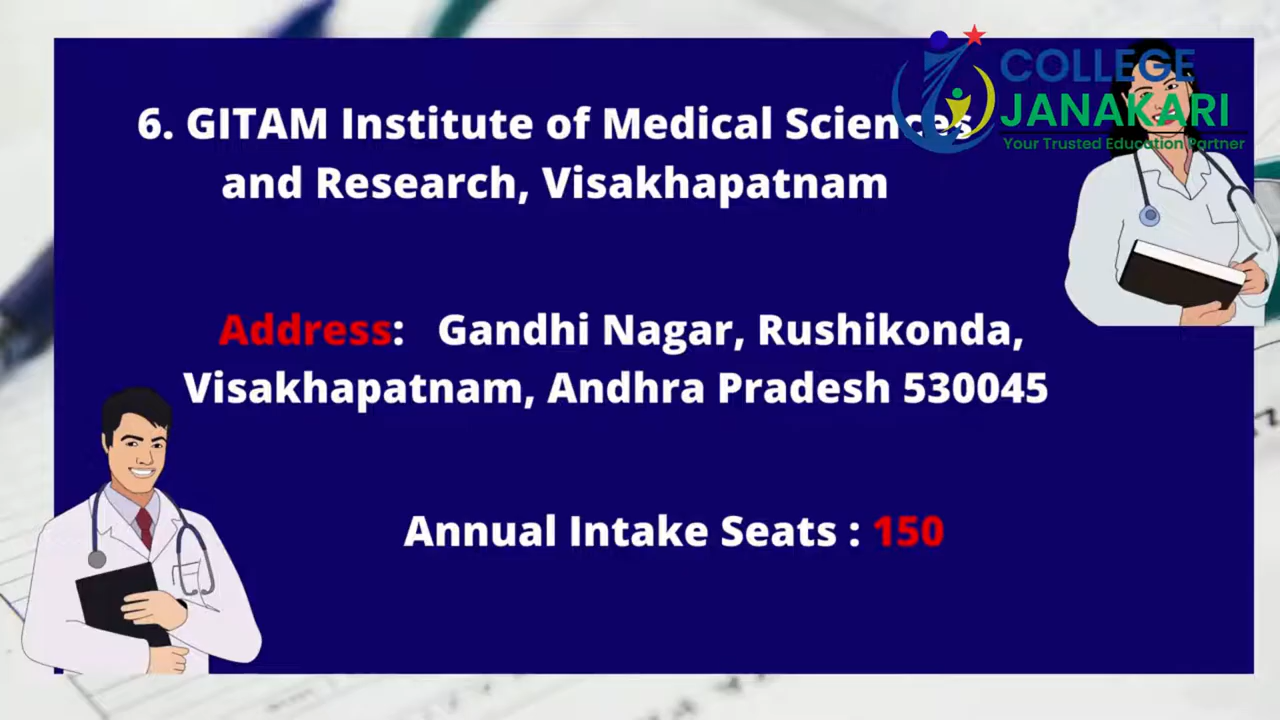 6. GITAM Institute of Medical Sciences
and Research, Visakhapatnam
COLLEGE
JANAKARI
Your Trusted Education Partner
Address: Gandhi Nagar, Rushikonda,
Visakhapatnam, Andhra Pradesh 530045
Annual Intake Seats : 150